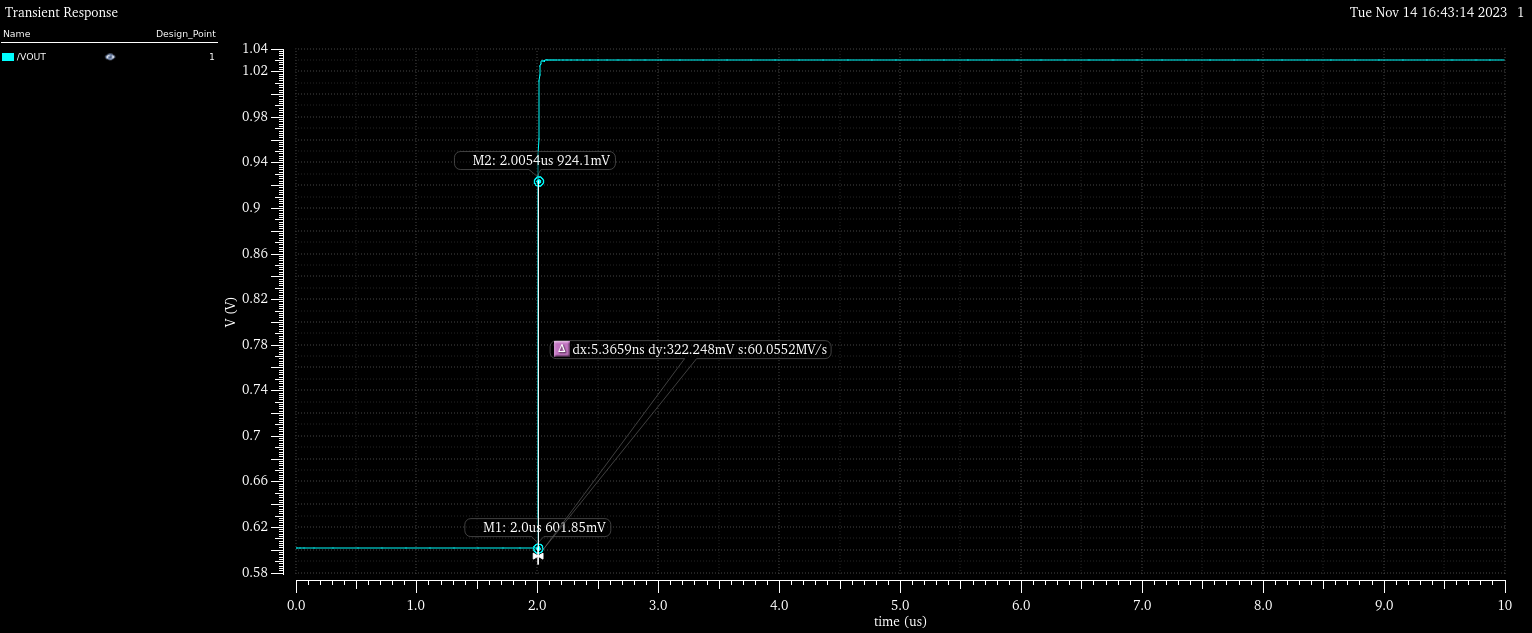 Transient Response
Tue Nov 14 16:43:14 2023 1
Name Design_Point
/VOUT 1
1.04
1.02
0.98
0.94
0.9
0.86
0.82
0.78
0.74
0.7
0.66
0.62
0.58
V (V)
M2: 2.0054us 924.1mV
Δ dx:5.3659ns dy:322.248mV s:60.0552MV/s
M1: 2.0us 601.85mV
0.0 1.0 2.0 3.0 4.0 5.0 6.0 7.0 8.0 9.0 10
time (us)